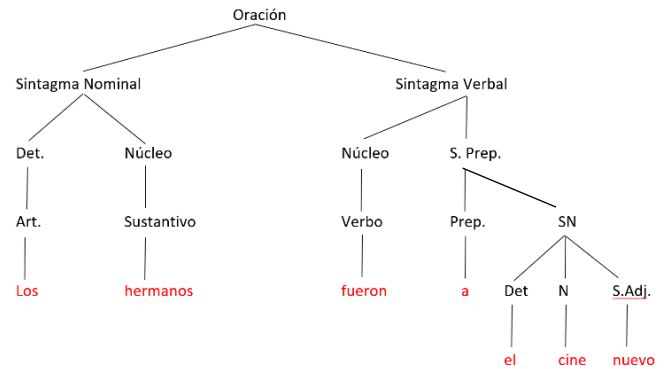 Oración
Sintagma Nominal Sintagma Verbal
Det. Núcleo Núcleo S. Prep.
Art. Sustantivo Verbo Prep. SN
Los hermanos fueron a Det N S.Adj.
el cine nuevo